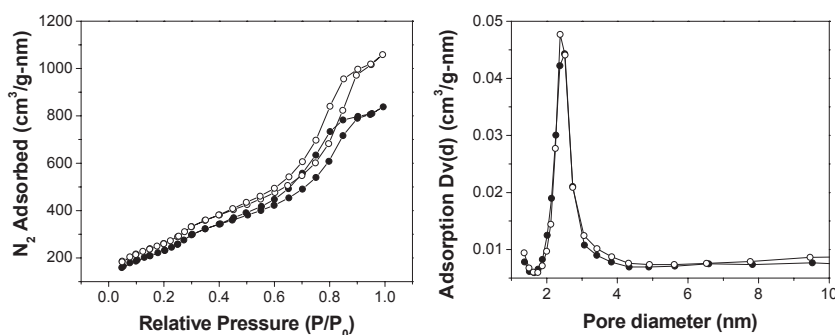 N2 Adsorbed (cm3/g-nm)
1200
1000
800
600
400
200
0.0 0.2 0.4 0.6 0.8 1.0
Relative Pressure (P/P0)
Adsorption Dv(d) (cm3/g-nm)
0.05
0.04
0.03
0.02
0.01
2 4 6 8 10
Pore diameter (nm)